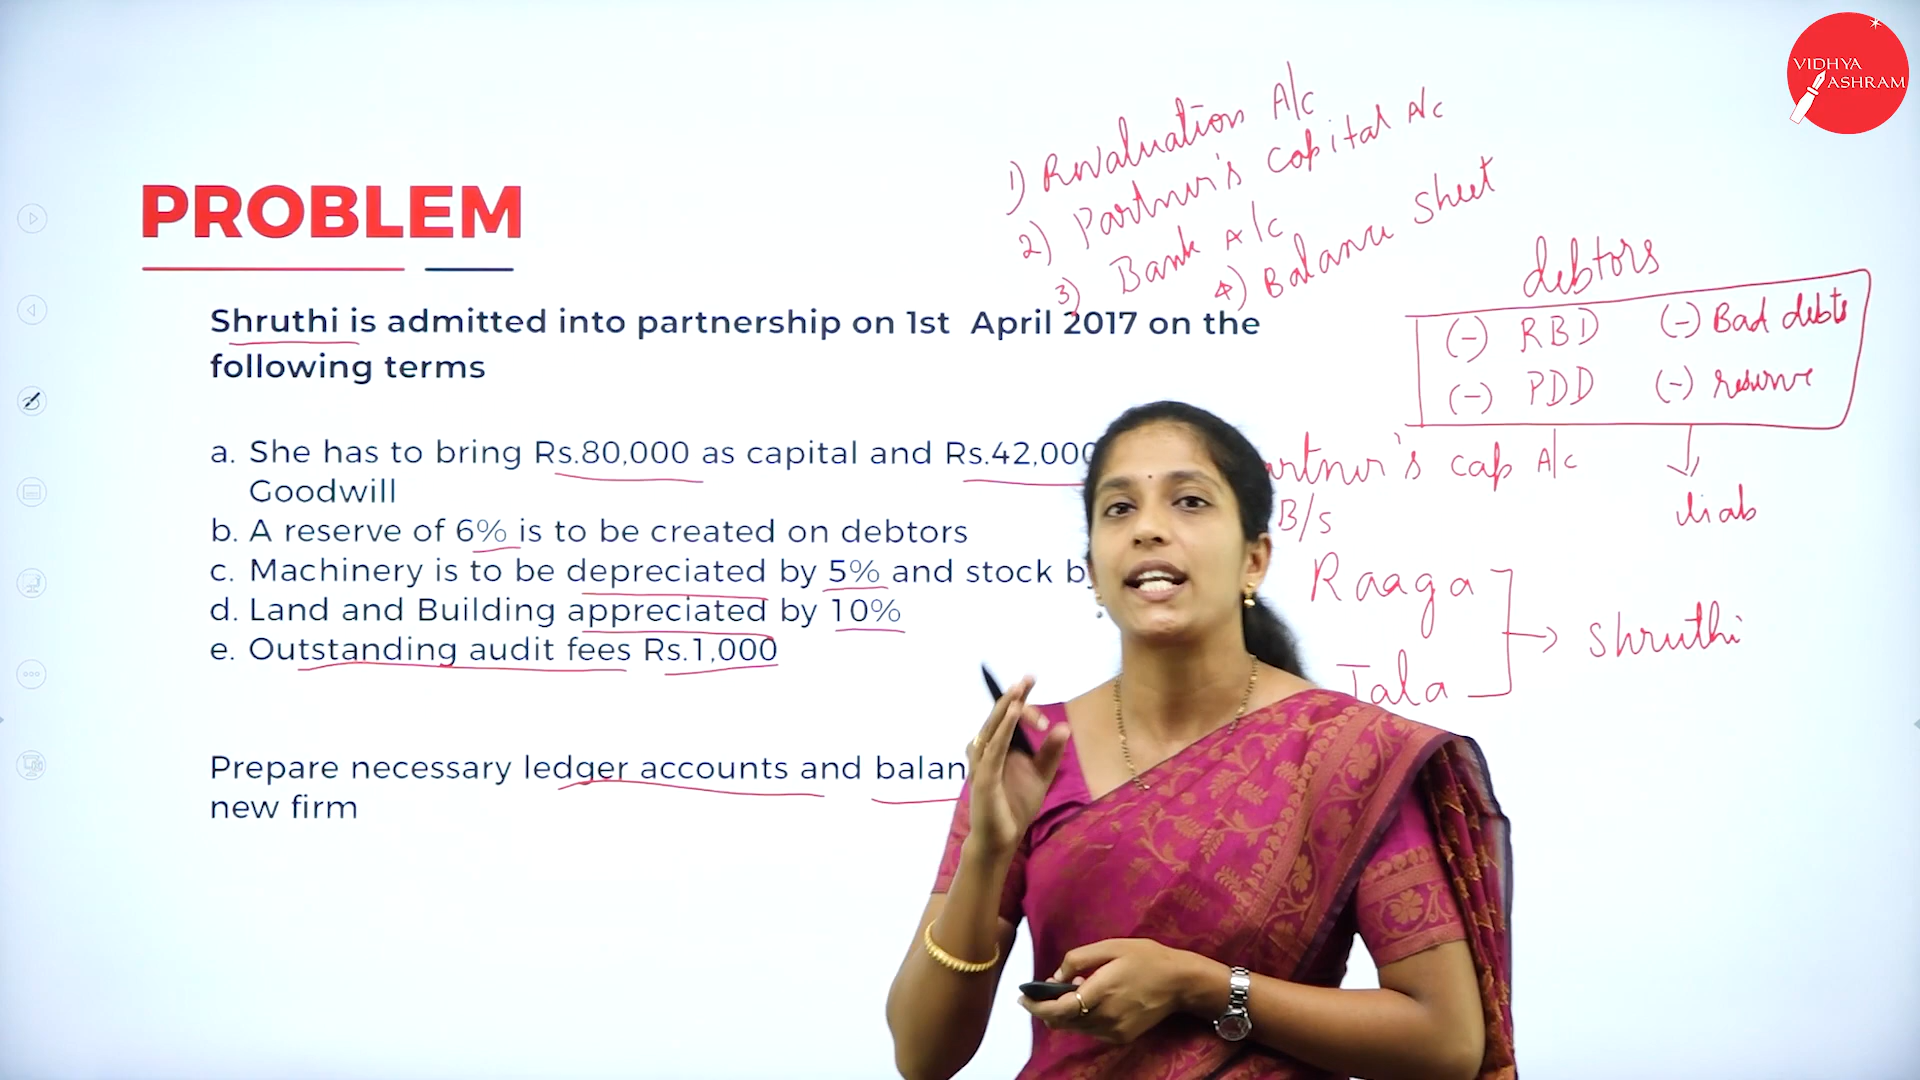 VIDHYA
ASHRAM
1) Revaluation A/c
2) Partner's capital A/c
3) Bank A/c
4) Balance Sheet
PROBLEM
Shruthi is admitted into partnership on 1st April 2017 on the
following terms
a. She has to bring Rs.80,000 as capital and Rs.42,000
Goodwill
b. A reserve of 6% is to be created on debtors
c. Machinery is to be depreciated by 5% and stock b
d. Land and Building appreciated by 10%
e. Outstanding audit fees Rs.1,000
Prepare necessary ledger accounts and balan
new firm
debtors
(-) RBD (-) Bad debts
(-) PDD (-) reserve
artner's cap A/c
B/s
liab
Raaga
Tala
Shruthi